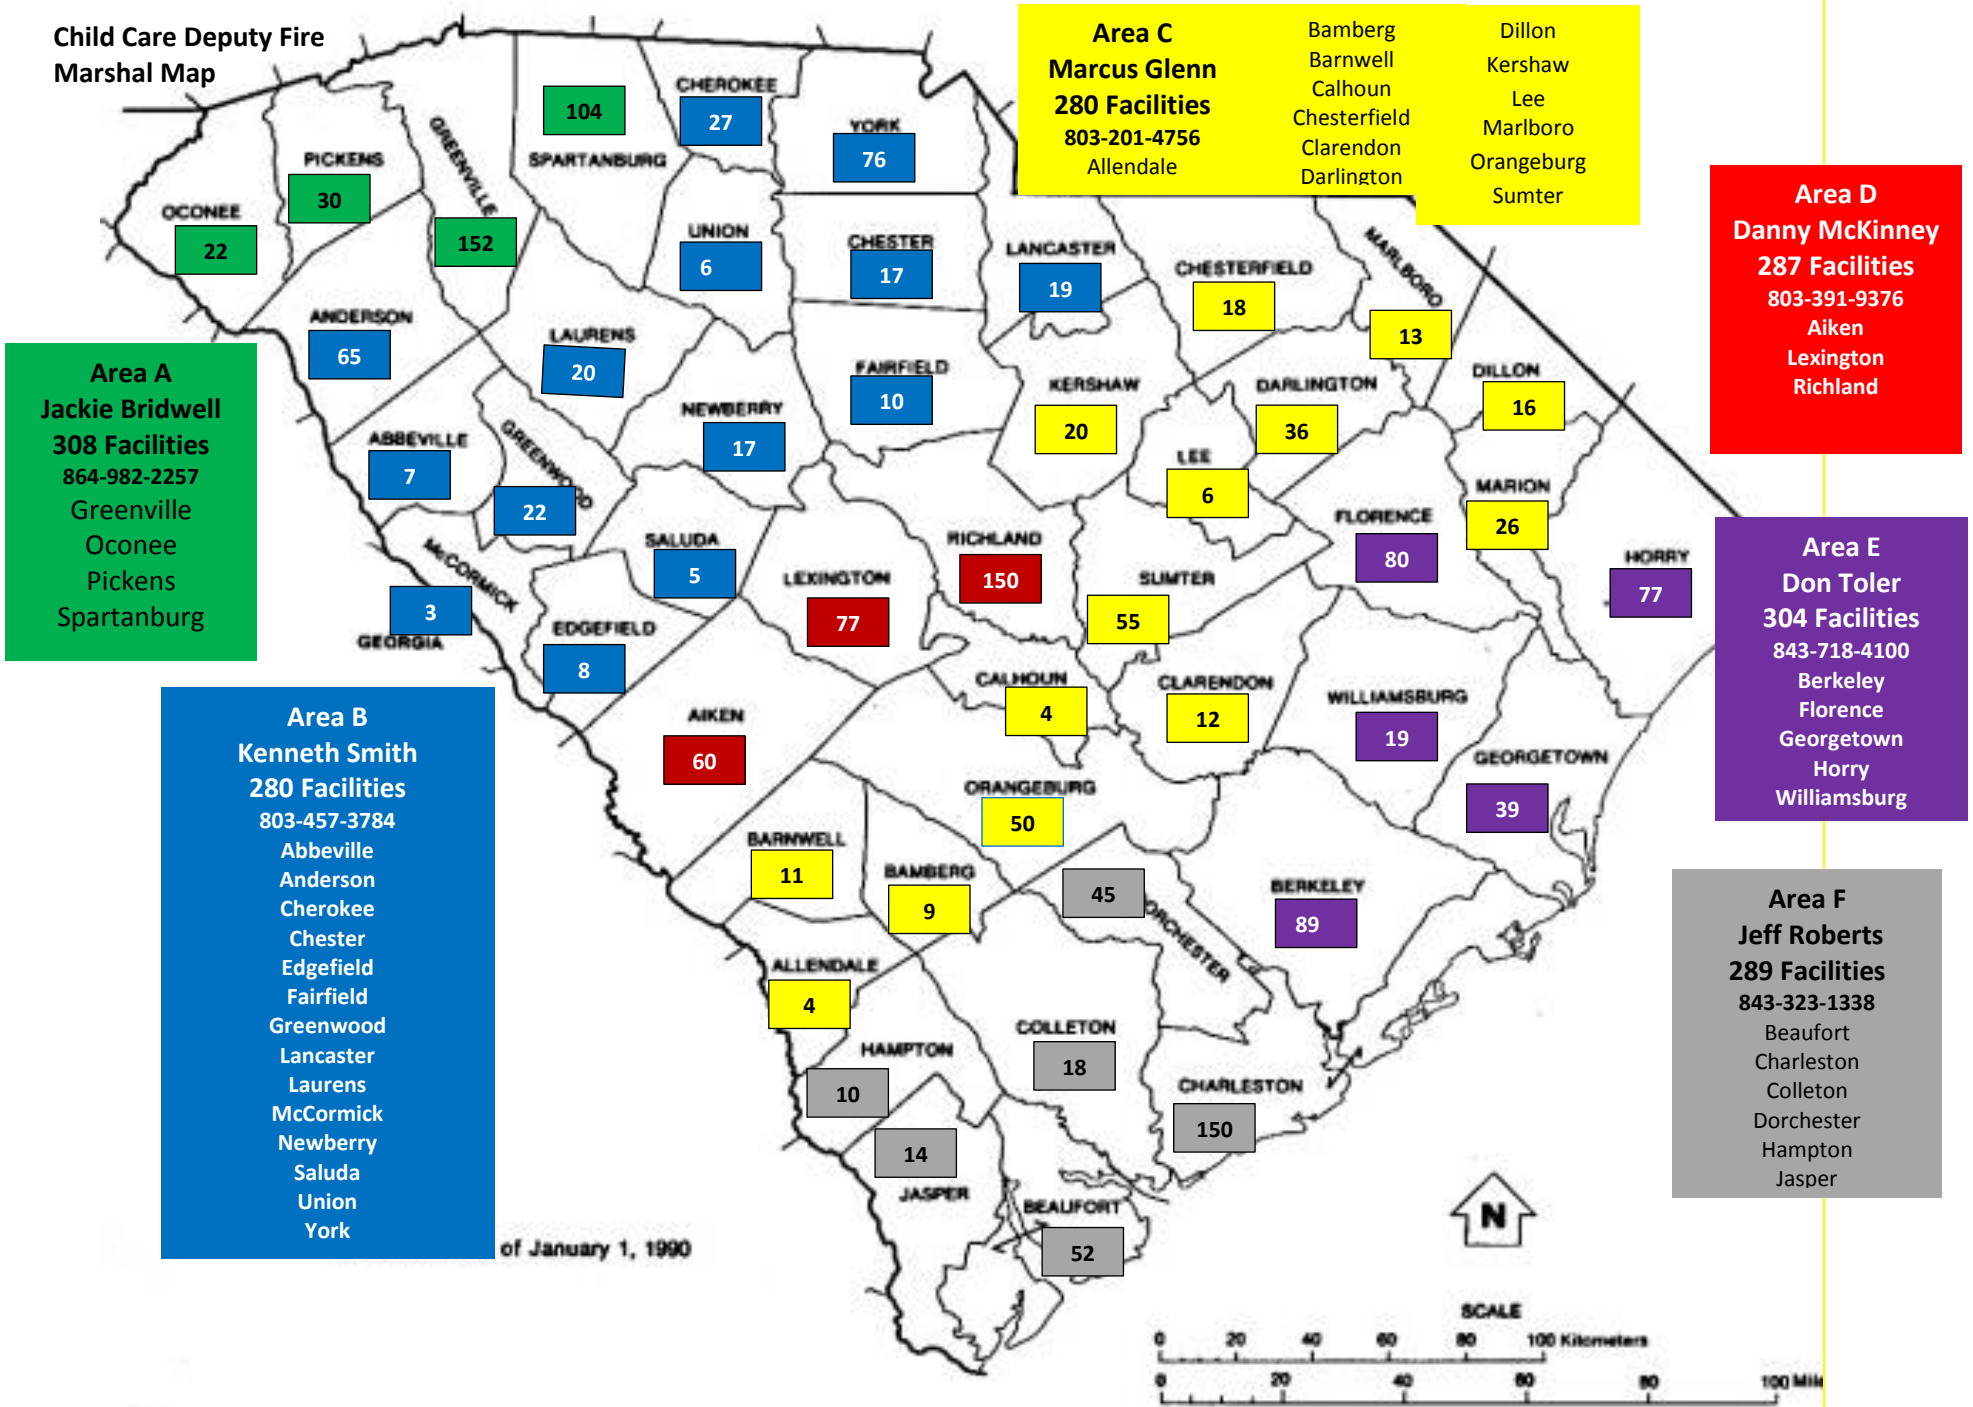 Child Care Deputy Fire
Marshal Map
Area C
Marcus Glenn
280 Facilities
803-201-4756
Allendale
Bamberg
Barnwell
Calhoun
Chesterfield
Clarendon
Darlington
Dillon
Kershaw
Lee
Marlboro
Orangeburg
Sumter
Area D
Danny McKinney
287 Facilities
803-391-9376
Aiken
Lexington
Richland
Area A
Jackie Bridwell
308 Facilities
864-982-2257
Greenville
Oconee
Pickens
Spartanburg
Area E
Don Toler
304 Facilities
843-718-4100
Berkeley
Florence
Georgetown
Horry
Williamsburg
Area B
Kenneth Smith
280 Facilities
803-457-3784
Abbeville
Anderson
Cherokee
Chester
Edgefield
Fairfield
Greenwood
Lancaster
Laurens
McCormick
Newberry
Saluda
Union
York
Area F
Jeff Roberts
289 Facilities
843-323-1338
Beaufort
Charleston
Colleton
Dorchester
Hampton
Jasper
OCONEE
22
PICKENS
30
GREENVILLE
152
104
SPARTANBURG
CHEROKEE
27
YORK
76
UNION
6
CHESTER
17
LANCASTER
19
CHESTERFIELD
18
MARLBORO
13
ANDERSON
65
LAURENS
20
FAIRFIELD
10
KERSHAW
20
DARLINGTON
36
DILLON
16
ABBEVILLE
7
GREENWOOD
22
NEWBERRY
17
LEE
6
MARION
26
McCORMICK
3
GEORGIA
SALUDA
5
EDGEFIELD
8
LEXINGTON
77
RICHLAND
150
SUMTER
55
FLORENCE
80
HORRY
77
AIKEN
60
CALHOUN
4
CLARENDON
12
WILLIAMSBURG
19
GEORGETOWN
39
ORANGEBURG
50
BARNWELL
11
BAMBERG
9
45
ORCHESTER
BERKELEY
89
ALLENDALE
4
HAMPTON
10
COLLETON
18
CHARLESTON
150
14
JASPER
BEAUFORT
52
of January 1, 1990
N
SCALE
0 20 40 60 80 100 Kilometers
0 20 40 60 80 100 Mile